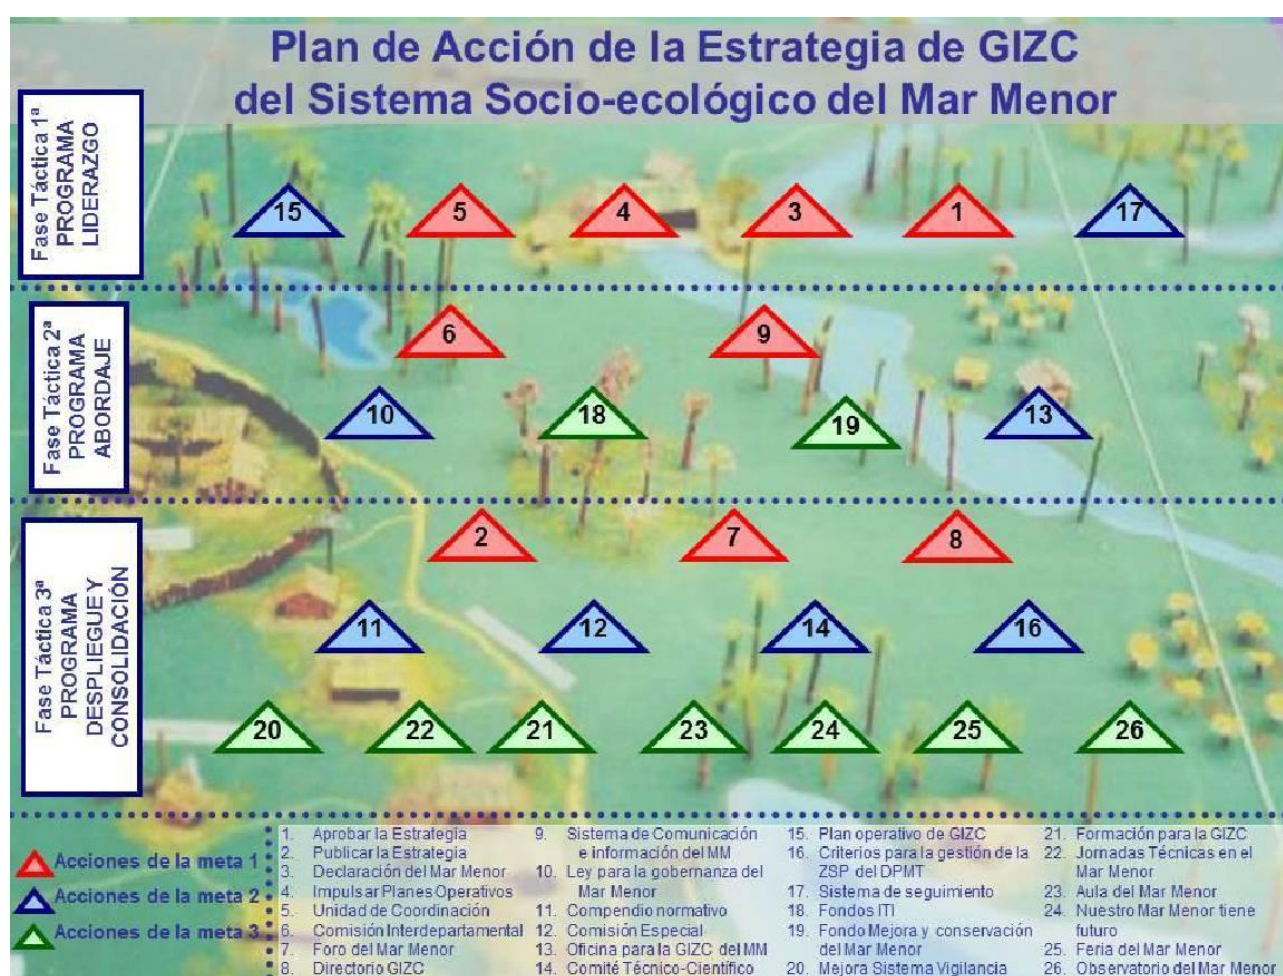 Plan de Acción de la Estrategia de GIZC
del Sistema Socio-ecológico del Mar Menor
Fase Táctica 1ª
PROGRAMA
LIDERAZGO
15
5
4
3
1
17
Fase Táctica 2ª
PROGRAMA
ABORDAJE
6
9
10
18
19
13
Fase Táctica 3ª
PROGRAMA
DESPLIEGUE Y
CONSOLIDACIÓN
2
7
8
11
12
14
16
20
22
21
23
24
25
26
Acciones de la meta 1
Acciones de la meta 2
Acciones de la meta 3
1. Aprobar la Estrategia
2. Publicar la Estrategia
3. Declaración del Mar Menor
4. Impulsar Planes Operativos
5. Unidad de Coordinación
6. Comisión Interdepartamental
7. Foro del Mar Menor
8. Directorio GIZC
9. Sistema de Comunicación
e información del MM
10. Ley para la gobernanza del
Mar Menor
11. Compendio normativo
12. Comisión Especial
13. Oficina para la GIZC del MM
14. Comité Técnico-Científico
15. Plan operativo de GIZC
16. Criterios para la gestión de la
ZSP del DPMT
17. Sistema de seguimiento
18. Fondos ITI
19. Fondo Mejora y conservación
del Mar Menor
20. Mejora Sistema Vigilancia
21. Formación para la GIZC
22. Jornadas Técnicas en el
Mar Menor
23. Aula del Mar Menor
24. Nuestro Mar Menor tiene
futuro
25. Feria del Mar Menor
26. Observatorio del Mar Menor